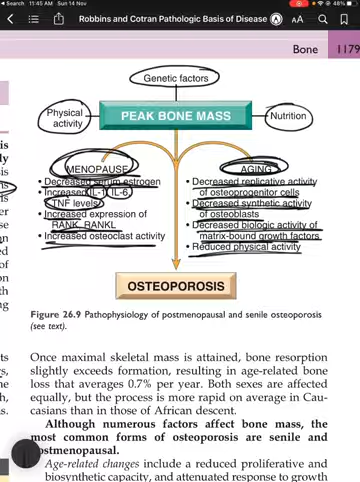 Search 11:45 AM Sun 14 Nov 48%
Robbins and Cotran Pathologic Basis of Disease
AA
Bone 1179
Genetic factors
Physical
activity
PEAK BONE MASS
Nutrition
MENOPAUSE
• Decreased serum estrogen
• Increased IL-1, IL-6,
TNF levels
• Increased expression of
RANK, RANKL
• Increased osteoclast activity
AGING
• Decreased replicative activity
of osteoprogenitor cells
• Decreased synthetic activity
of osteoblasts
• Decreased biologic activity of
matrix-bound growth factors
• Reduced physical activity
OSTEOPOROSIS
Figure 26.9 Pathophysiology of postmenopausal and senile osteoporosis
(see text).
Once maximal skeletal mass is attained, bone resorption
slightly exceeds formation, resulting in age-related bone
loss that averages 0.7% per year. Both sexes are affected
equally, but the process is more rapid on average in Cau-
casians than in those of African descent.
Although numerous factors affect bone mass, the
most common forms of osteoporosis are senile and
postmenopausal.
Age-related changes include a reduced proliferative and
biosynthetic capacity, and attenuated response to growth